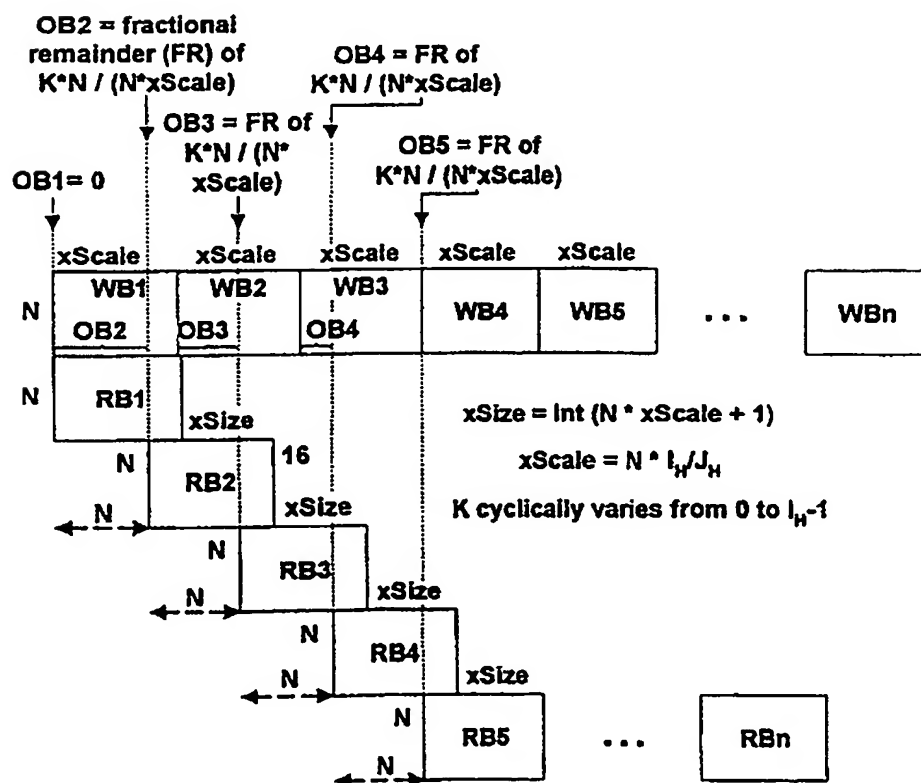 OB2 = fractional
remainder (FR) of
K*N / (N*xScale)
OB4 = FR of
K*N / (N*xScale)
OB3 = FR of
K*N / (N*
xScale)
OB5 = FR of
K*N / (N*xScale)
OB1= 0
xScale xScale xScale xScale xScale
N WB1 WB2 WB3 WB4 WB5 ... WBn
OB2 OB3 OB4
N RB1 xSize
xSize = Int (N * xScale + 1)
N RB2 16
xScale = N * I_H/J_H
N xSize
K cyclically varies from 0 to I_H-1
N RB3 xSize
N
N RB4 xSize
N
N RB5 ... RBn
N